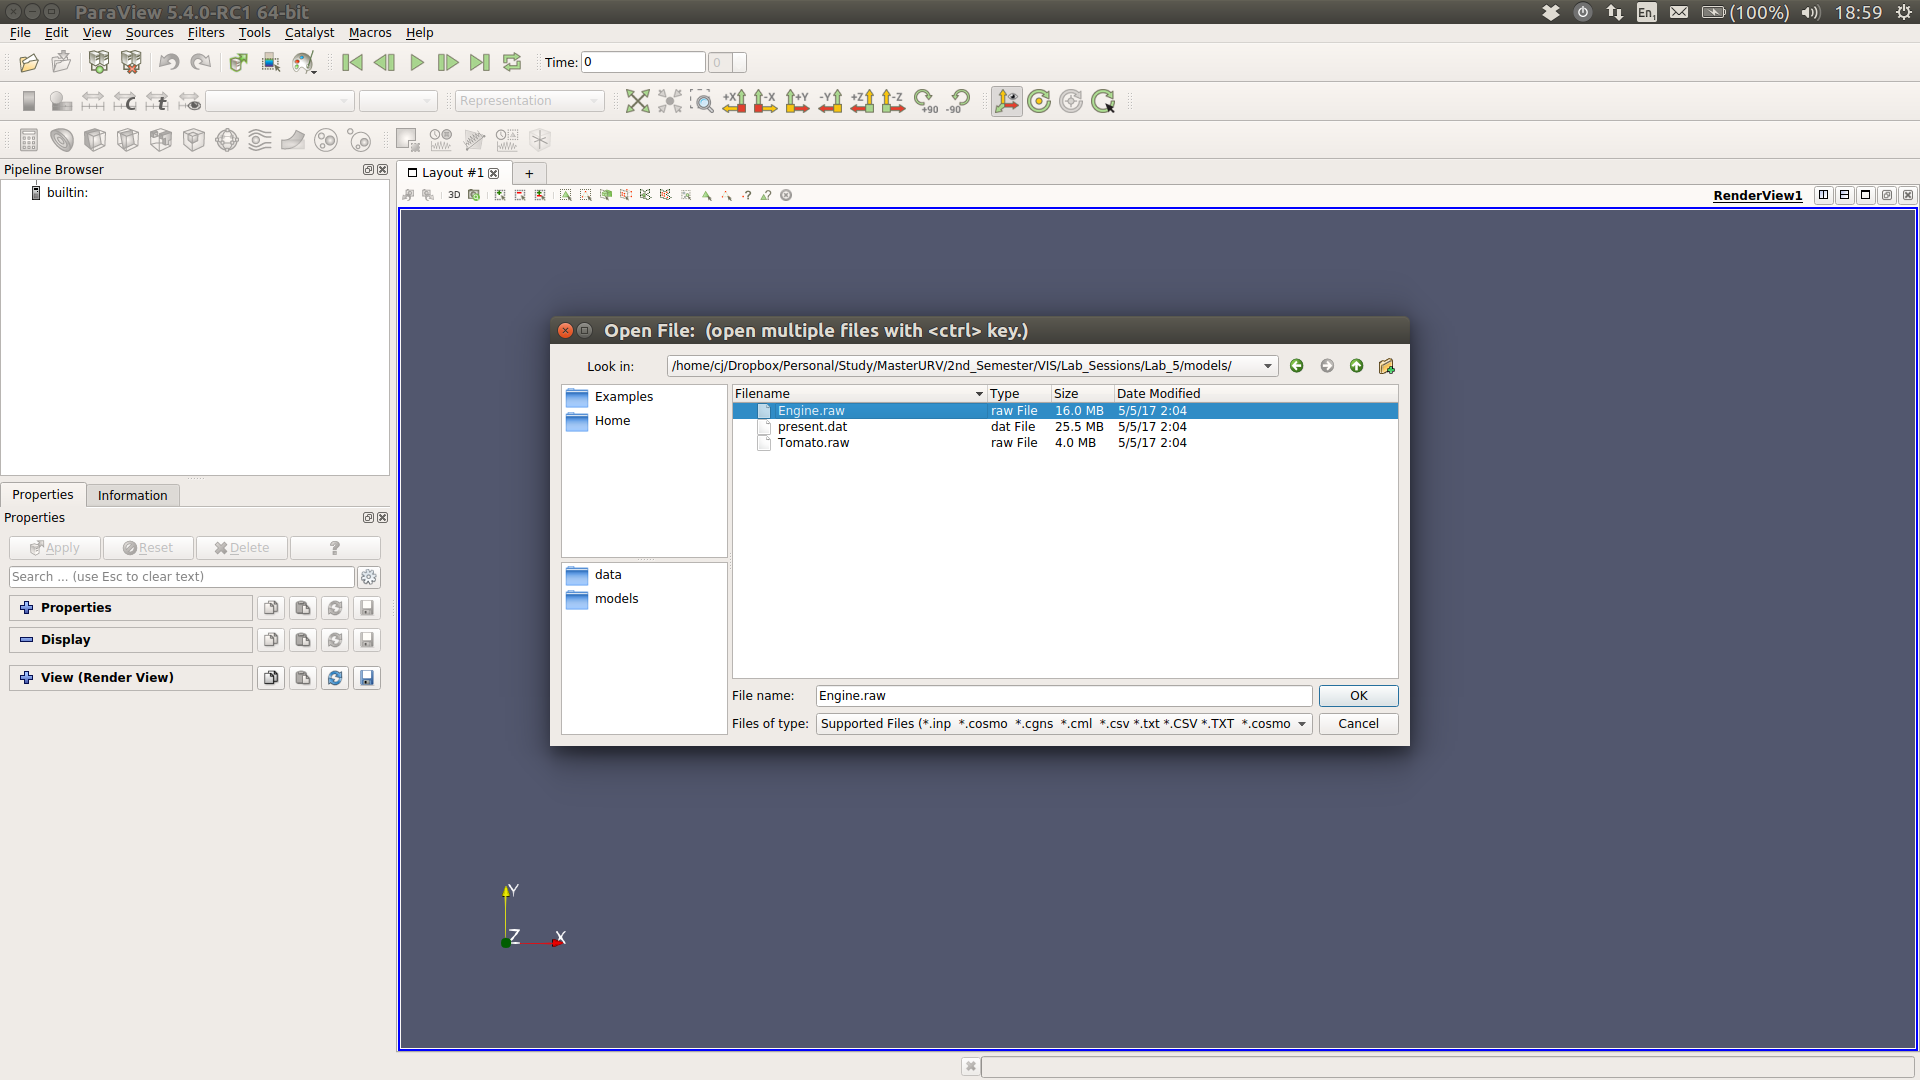 ParaView 5.4.0-RC1 64-bit
En1
(100%)
18:59
File Edit View Sources Filters Tools Catalyst Macros Help
Time: 0
0
C
t
Representation
+X -X +Y -Y +Z -Z +90 -90
Pipeline Browser
builtin:
Layout #1
+
3D
RenderView1
Open File: (open multiple files with <ctrl> key.)
Look in: /home/cj/Dropbox/Personal/Study/MasterURV/2nd_Semester/VIS/Lab_Sessions/Lab_5/models/
Examples
Home
Filename Type Size Date Modified
Engine.raw raw File 16.0 MB 5/5/17 2:04
present.dat dat File 25.5 MB 5/5/17 2:04
Tomato.raw raw File 4.0 MB 5/5/17 2:04
data
models
File name: Engine.raw OK
Files of type: Supported Files (*.inp *.cosmo *.cgns *.cml *.csv *.txt *.CSV *.TXT *.cosmo Cancel
Properties Information
Properties
Apply Reset Delete ?
Search ... (use Esc to clear text)
Properties
Display
View (Render View)
Y
Z X